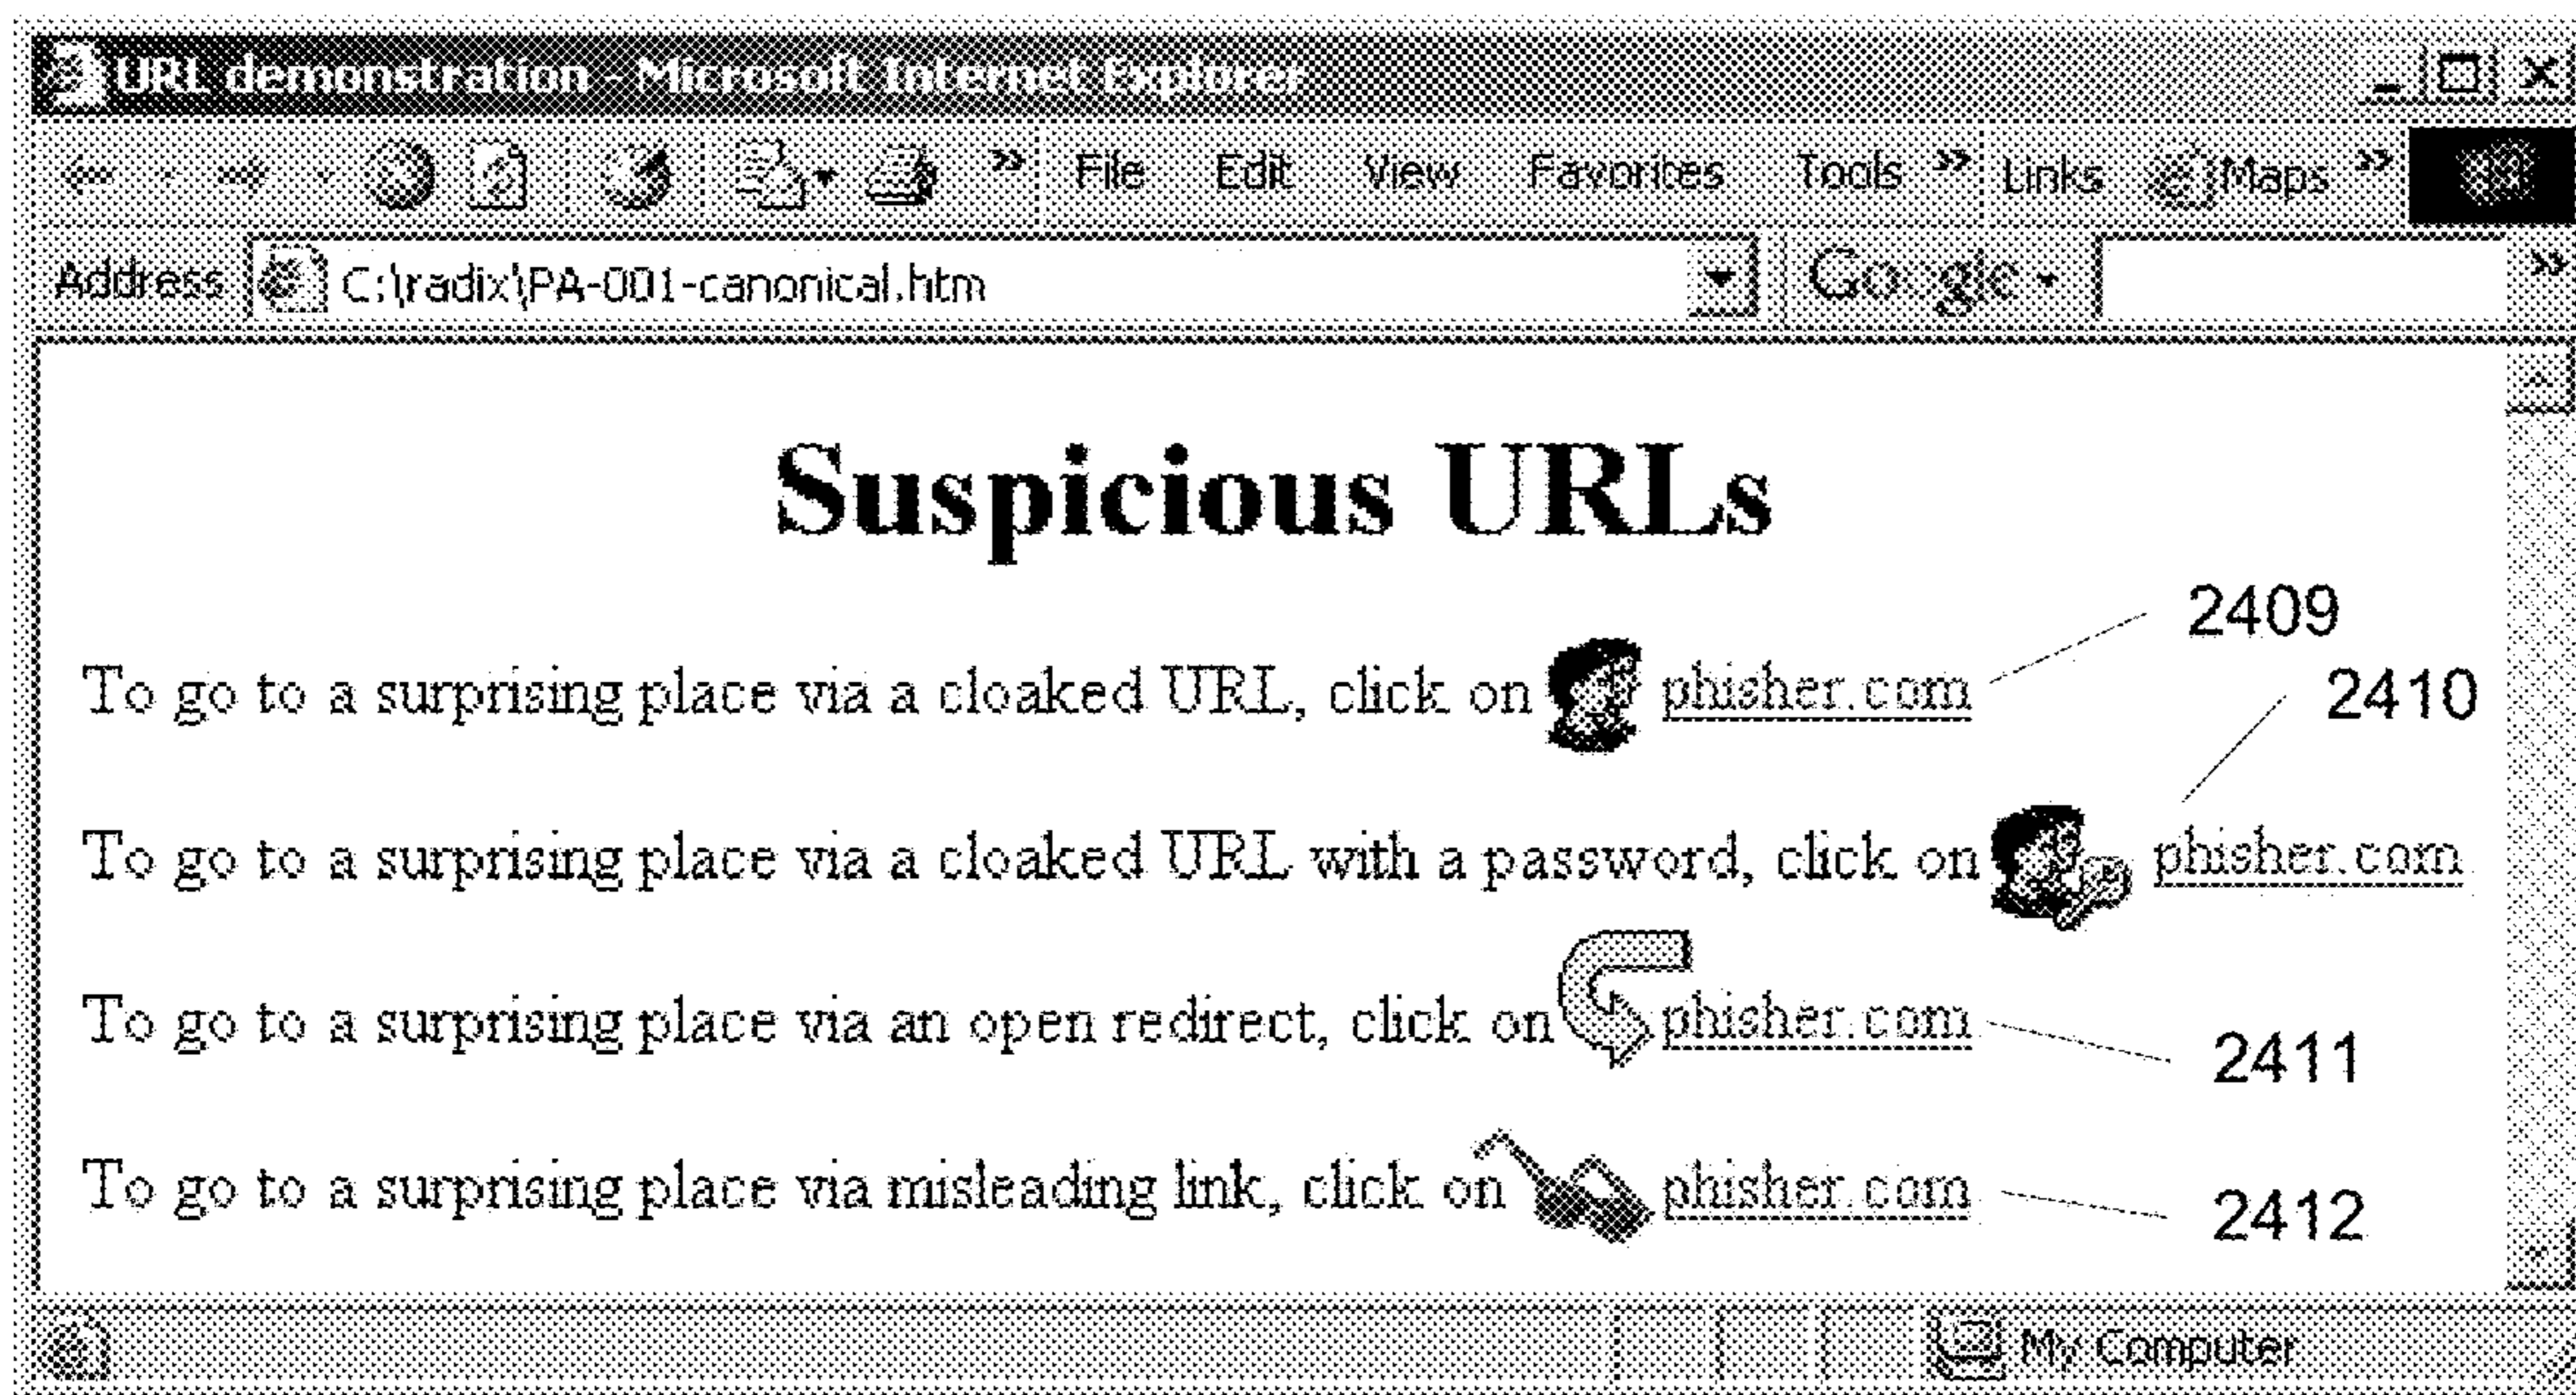 URL demonstration - Microsoft Internet Explorer
» File Edit View Favorites Tools » Links Maps »
Address C:\radix\PA-001-canonical.htm Google »
Suspicious URLs
2409
To go to a surprising place via a cloaked URL, click on phisher.com
2410
To go to a surprising place via a cloaked URL with a password, click on phisher.com
To go to a surprising place via an open redirect, click on phisher.com
2411
To go to a surprising place via misleading link, click on phisher.com
2412
My Computer